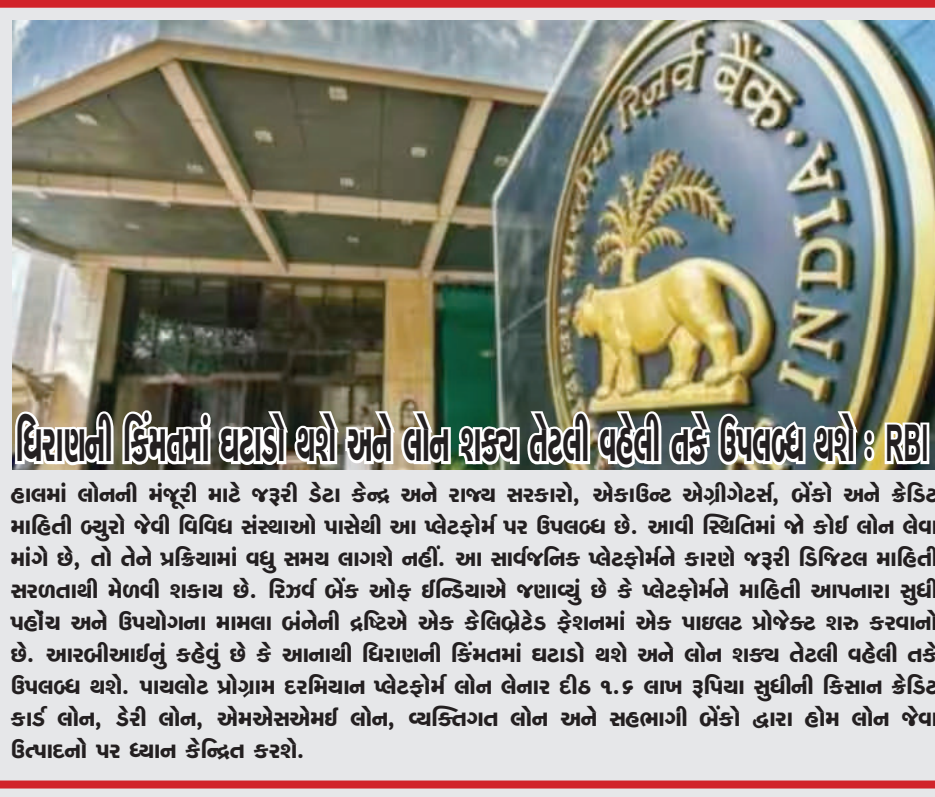 रिज़र्व बैंक
INDIA
ધિરાણની કિંમતમાં ઘટાડો થશે અને લોન શક્ય તેટલી વહેલી તકે ઉપલબ્ધ થશે : RBI
હાલમાં લોનની મંજૂરી માટે જરૂરી ડેટા કેન્દ્ર અને રાજ્ય સરકારો, એકાઉન્ટ એગ્રીગેટર્સ, બેંકો અને ક્રેડિટ
માહિતી બ્યુરો જેવી વિવિધ સંસ્થાઓ પાસેથી આ પ્લેટફોર્મ પર ઉપલબ્ધ છે. આવી સ્થિતિમાં જો કોઈ લોન લેવા
માંગે છે, તો તેને પ્રક્રિયામાં વધુ સમય લાગશે નહીં. આ સાર્વજનિક પ્લેટફોર્મને કારણે જરૂરી ડિજિટલ માહિતી
સરળતાથી મેળવી શકાય છે. રિઝર્વ બેંક ઓફ ઈન્ડિયાએ જણાવ્યું છે કે પ્લેટફોર્મને માહિતી આપનારા સુધી
પહોંચ અને ઉપયોગના મામલા બંનેની દ્રષ્ટિએ એક કેલિબ્રેટેડ ફેશનમાં એક પાઇલટ પ્રોજેક્ટ શરુ કરવાનો
છે. આરબીઆઈનું કહેવું છે કે આનાથી ધિરાણની કિંમતમાં ઘટાડો થશે અને લોન શક્ય તેટલી વહેલી તકે
ઉપલબ્ધ થશે. પાયલોટ પ્રોગ્રામ દરમિયાન પ્લેટફોર્મ લોન લેનાર દીઠ ૧.૬ લાખ રૂપિયા સુધીની કિસાન ક્રેડિટ
કાર્ડ લોન, ડેરી લોન, એમએસએમઈ લોન, વ્યક્તિગત લોન અને સહભાગી બેંકો દ્વારા હોમ લોન જેવા
ઉત્પાદનો પર ધ્યાન કેન્દ્રિત કરશે.